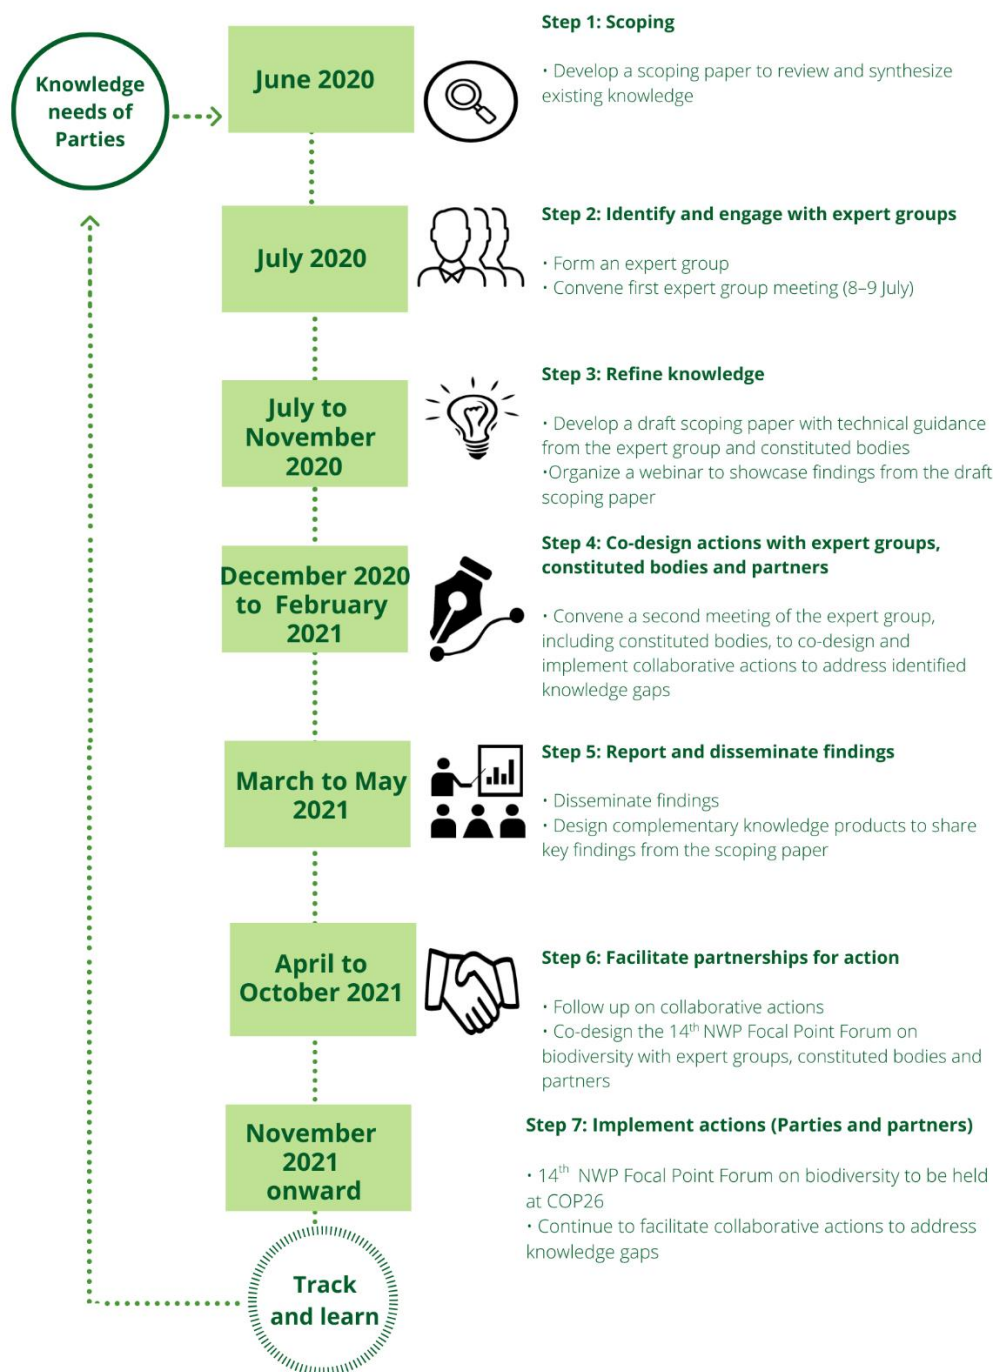 Knowledge
needs of
Parties
June 2020
Step 1: Scoping
• Develop a scoping paper to review and synthesize
existing knowledge
July 2020
Step 2: Identify and engage with expert groups
• Form an expert group
• Convene first expert group meeting (8–9 July)
July to
November
2020
Step 3: Refine knowledge
• Develop a draft scoping paper with technical guidance
from the expert group and constituted bodies
•Organize a webinar to showcase findings from the draft
scoping paper
December 2020
to February
2021
Step 4: Co-design actions with expert groups,
constituted bodies and partners
• Convene a second meeting of the expert group,
including constituted bodies, to co-design and
implement collaborative actions to address identified
knowledge gaps
March to May
2021
Step 5: Report and disseminate findings
• Disseminate findings
• Design complementary knowledge products to share
key findings from the scoping paper
April to
October 2021
Step 6: Facilitate partnerships for action
• Follow up on collaborative actions
• Co-design the 14th NWP Focal Point Forum on
biodiversity with expert groups, constituted bodies and
partners
November
2021
onward
Step 7: Implement actions (Parties and partners)
• 14th NWP Focal Point Forum on biodiversity to be held
at COP26
• Continue to facilitate collaborative actions to address
knowledge gaps
Track
and learn